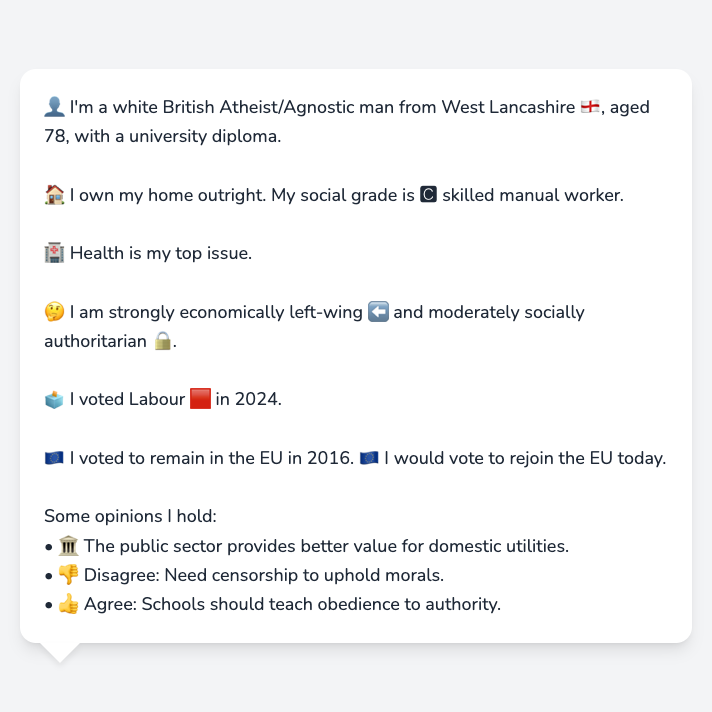 👤 I'm a white British Atheist/Agnostic man from West Lancashire 🏴󠁧󠁢󠁥󠁮󠁧󠁿, aged
78, with a university diploma.
🏠 I own my home outright. My social grade is 🅲 skilled manual worker.
🏥 Health is my top issue.
🤔 I am strongly economically left-wing ⬅️ and moderately socially
authoritarian 🔒.
🗳️ I voted Labour 🟥 in 2024.
🇪🇺 I voted to remain in the EU in 2016. 🇪🇺 I would vote to rejoin the EU today.
Some opinions I hold:
• 🏛️ The public sector provides better value for domestic utilities.
• 👎 Disagree: Need censorship to uphold morals.
• 👍 Agree: Schools should teach obedience to authority.